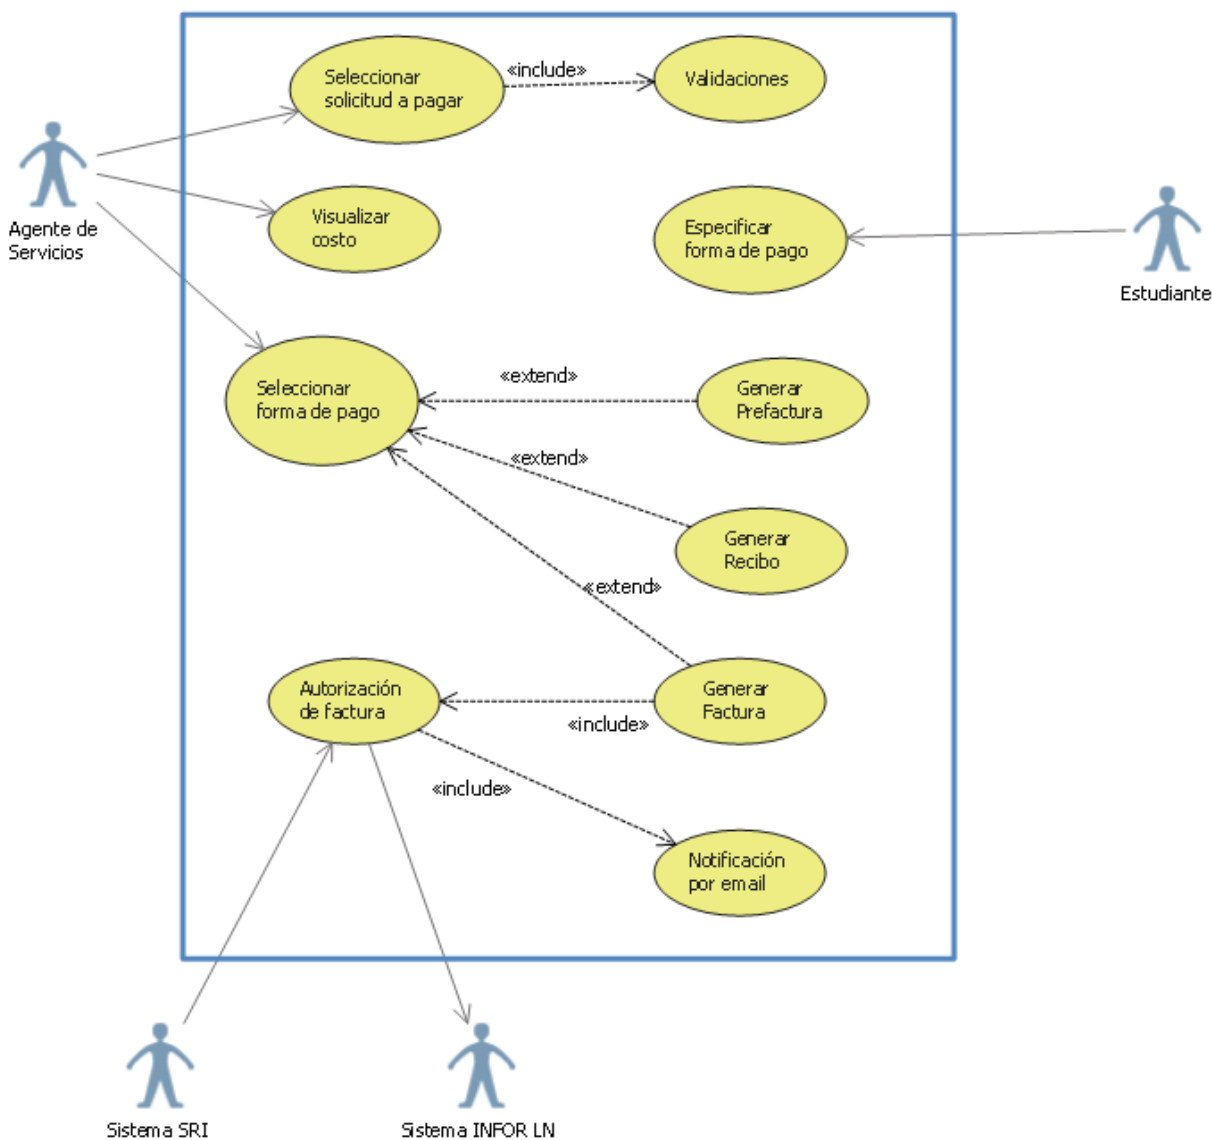 Seleccionar
solicitud a pagar
«include»
Validaciones
Agente de
Servicios
Visualizar
costo
Especificar
forma de pago
Estudiante
Seleccionar
forma de pago
«extend»
Generar
Prefactura
«extend»
Generar
Recibo
«extend»
Autorización
de factura
Generar
Factura
«include»
«include»
Notificación
por email
Sistema SRI
Sistema INFOR LN